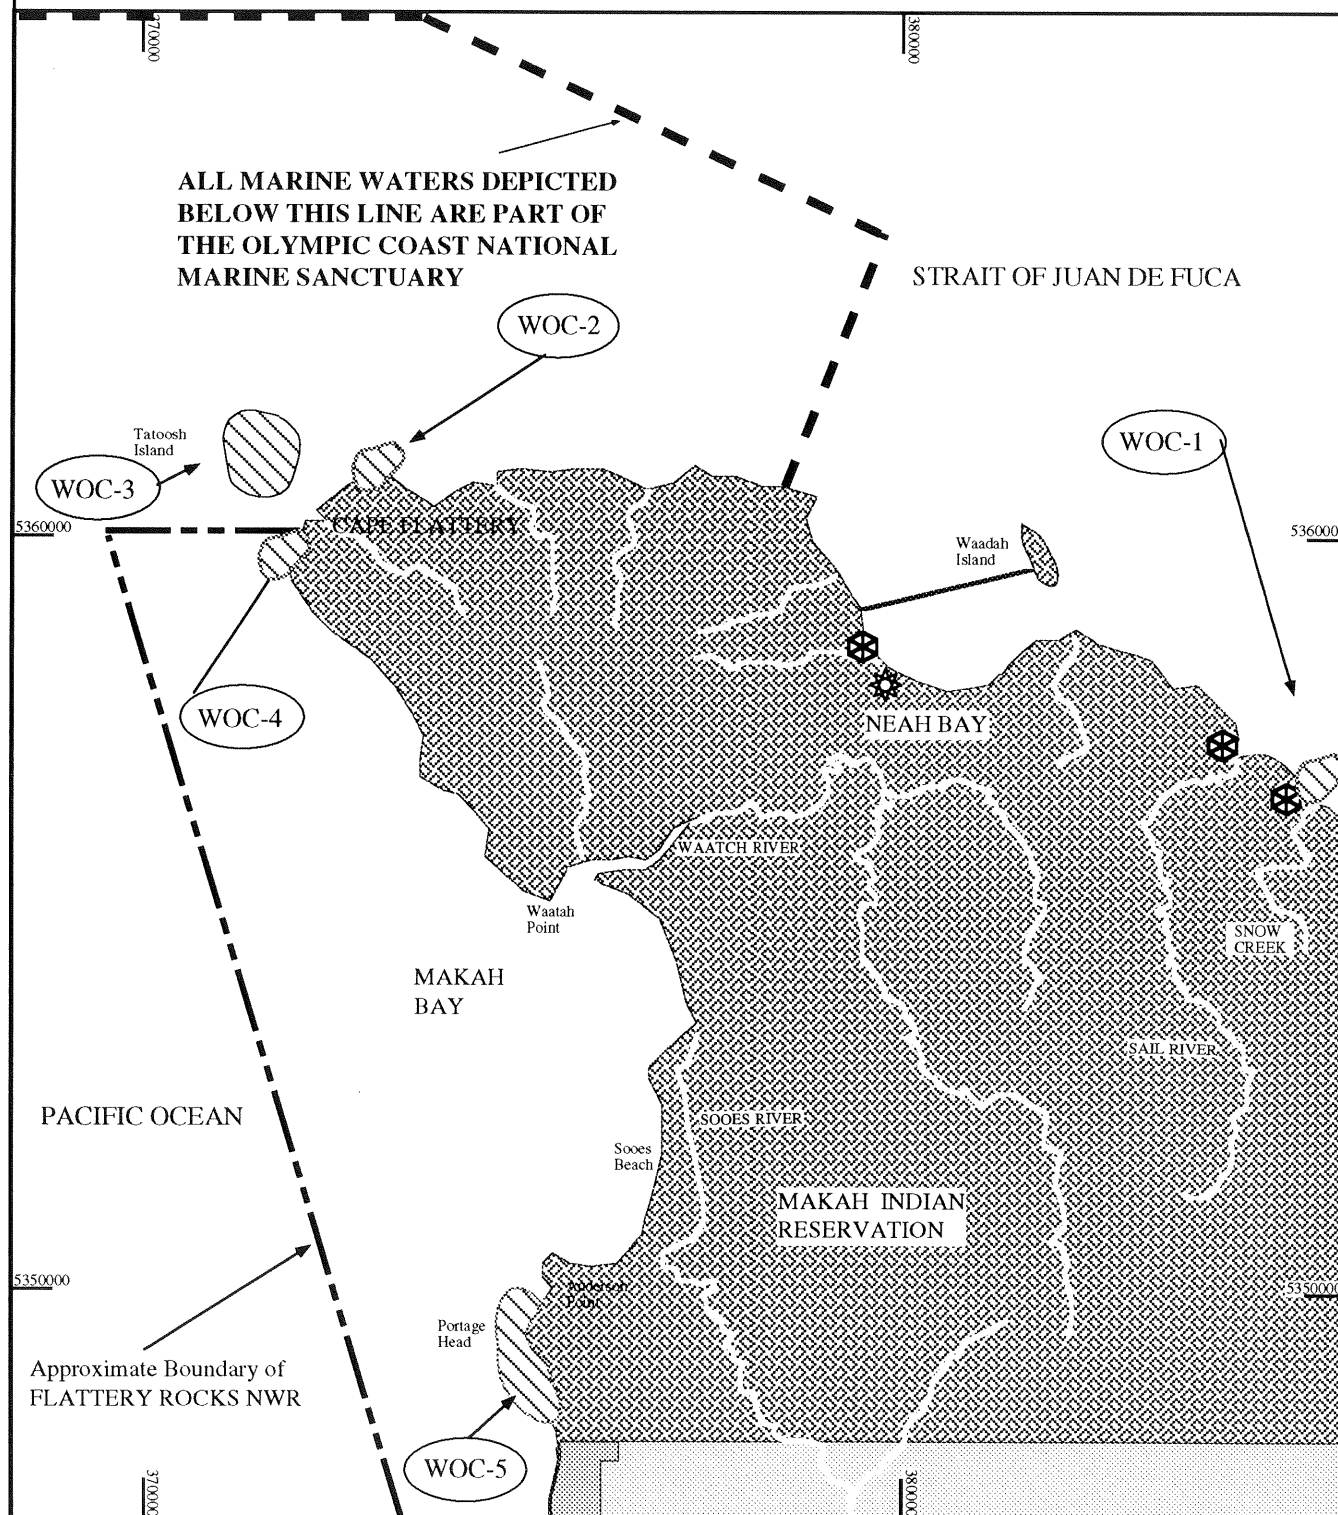 370000
380000
ALL MARINE WATERS DEPICTED
BELOW THIS LINE ARE PART OF
THE OLYMPIC COAST NATIONAL
MARINE SANCTUARY
STRAIT OF JUAN DE FUCA
WOC-2
Tatoosh
Island
WOC-1
WOC-3
5360000
CAPE FLATTERY
536000
Waadah
Island
WOC-4
NEAH BAY
WAATCH RIVER
Waatah
Point
SNOW
CREEK
MAKAH
BAY
SAIL RIVER
PACIFIC OCEAN
SOOES RIVER
Sooes
Beach
MAKAH INDIAN
RESERVATION
5350000
Anderson
Point
5350000
Portage
Head
Approximate Boundary of
FLATTERY ROCKS NWR
WOC-5
370000
380000